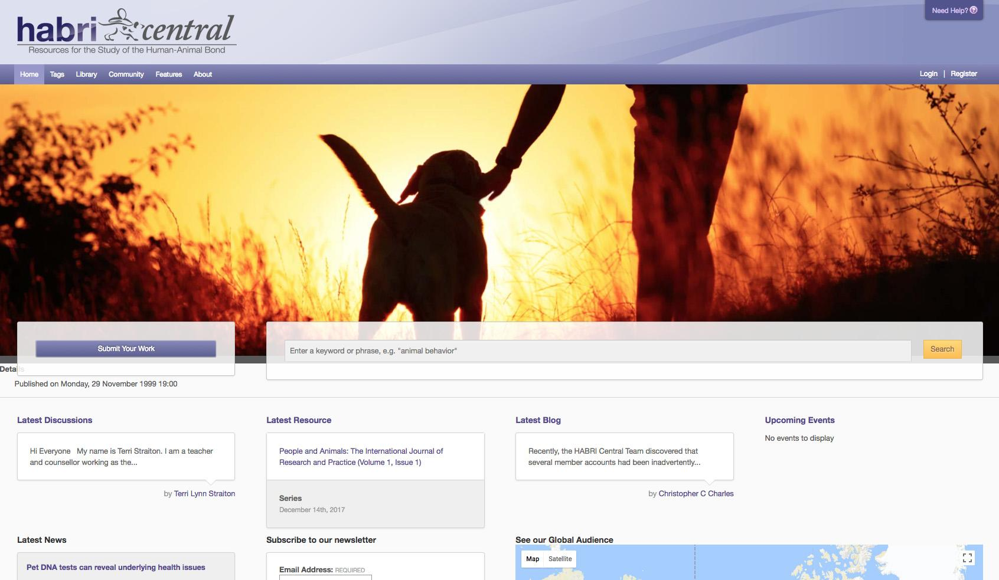 Need Help?
habri central
Resources for the Study of the Human-Animal Bond
Home Tags Library Community Features About
Login | Register
Submit Your Work
Enter a keyword or phrase, e.g. "animal behavior"
Search
Details
Published on Monday, 29 November 1999 19:00
Latest Discussions
Hi Everyone My name is Terri Straiton. I am a teacher
and counsellor working as the...
by Terri Lynn Straiton
Latest Resource
People and Animals: The International Journal of
Research and Practice (Volume 1, Issue 1)
Series
December 14th, 2017
Latest Blog
Recently, the HABRI Central Team discovered that
several member accounts had been inadvertently...
by Christopher C Charles
Upcoming Events
No events to display
Latest News
Pet DNA tests can reveal underlying health issues
Subscribe to our newsletter
Email Address: REQUIRED
See our Global Audience
Map Satellite